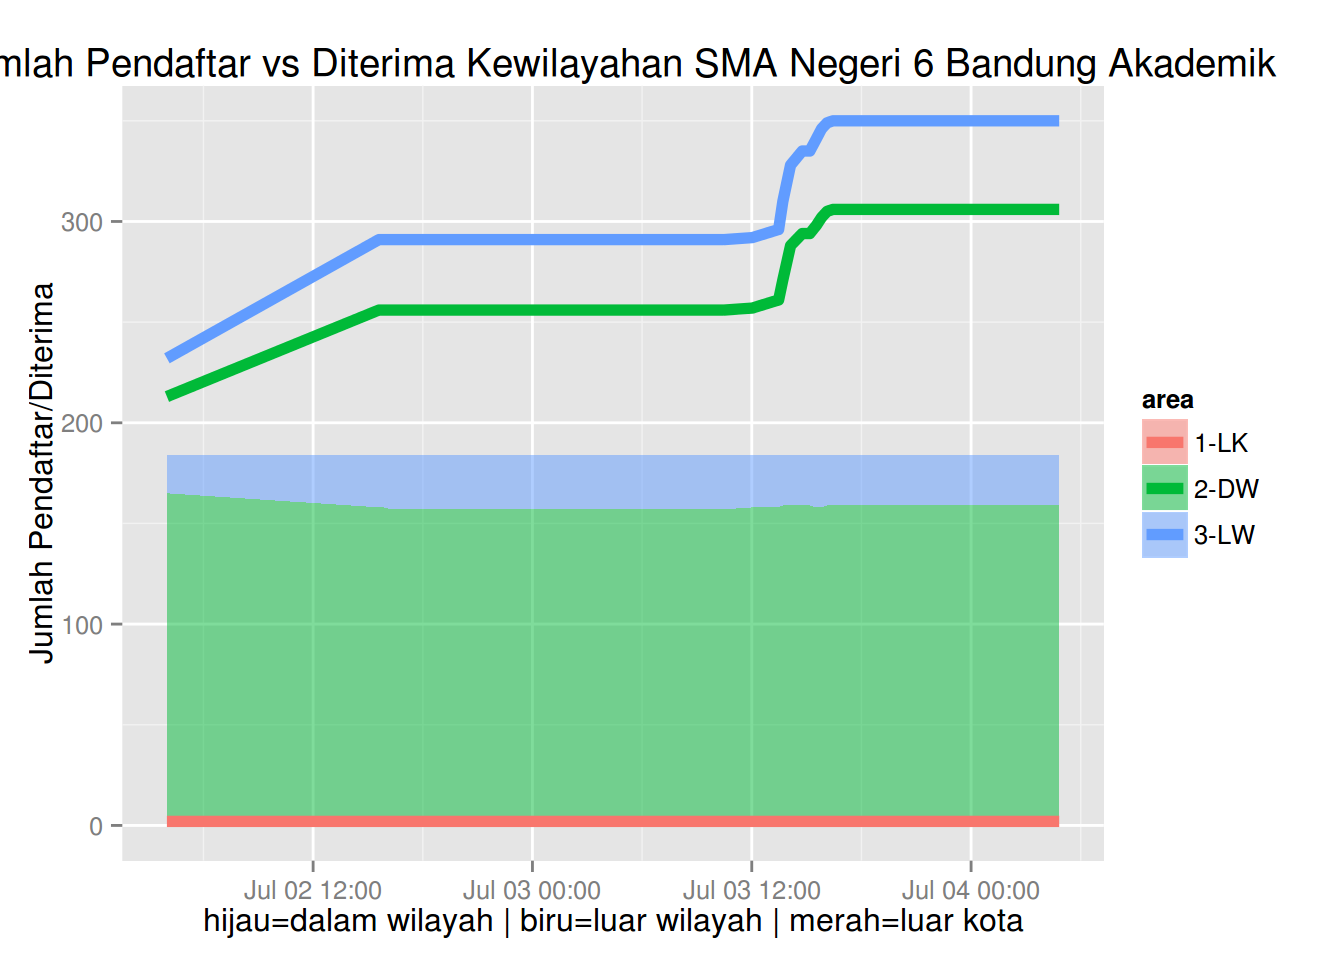 mlah Pendaftar vs Diterima Kewilayahan SMA Negeri 6 Bandung Akademik
Jumlah Pendaftar/Diterima
300
200
100
0
Jul 02 12:00 Jul 03 00:00 Jul 03 12:00 Jul 04 00:00
hijau=dalam wilayah | biru=luar wilayah | merah=luar kota
area
1-LK
2-DW
3-LW